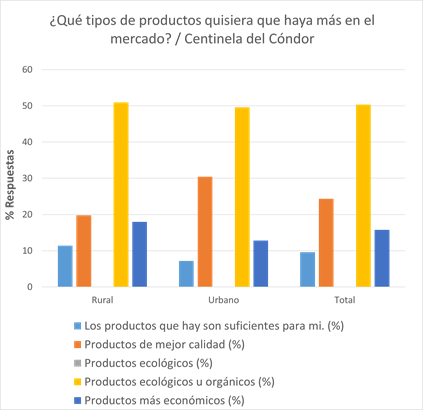 ¿Qué tipos de productos quisiera que haya más en el
mercado? / Centinela del Cóndor
60
50
40
30
20
10
0
% Respuestas
Rural
Urbano
Total
Los productos que hay son suficientes para mi. (%)
Productos de mejor calidad (%)
Productos ecológicos (%)
Productos ecológicos u orgánicos (%)
Productos más económicos (%)